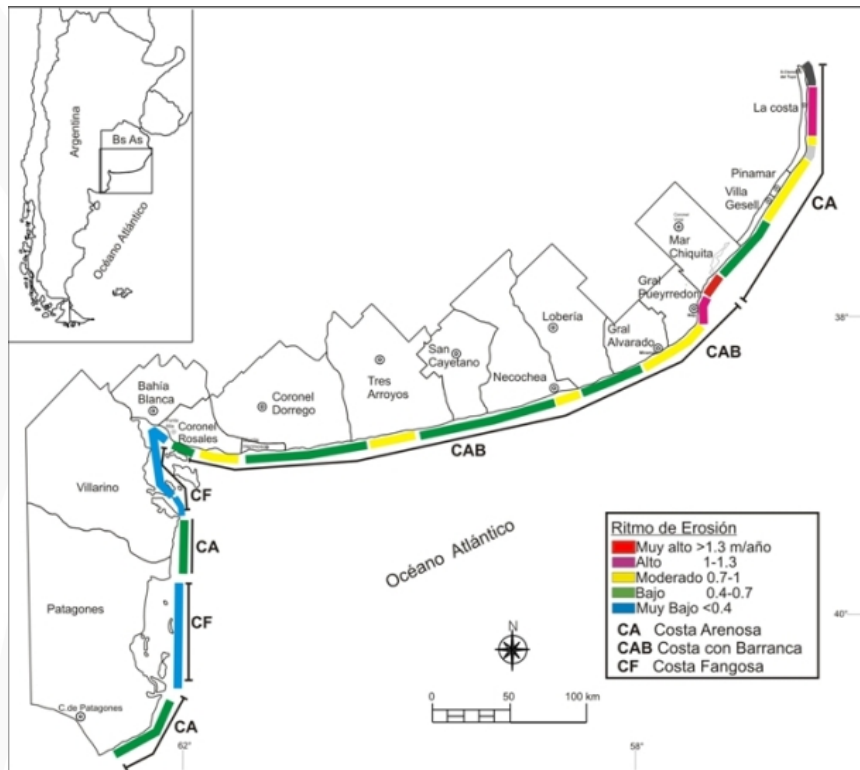 Argentina
Bs As
Océano Atlántico
La costa
Pinamar
Villa
Gesell
CA
Mar
Chiquita
Gral
Pueyrredon
38°
Lobería
Gral
Alvarado
CAB
San
Cayetano
Tres
Arroyos
Necochea
Coronel
Dorrego
Bahía
Blanca
Coronel
Rosales
CAB
Villarino
CF
CA
Océano Atlántico
Patagones
CF
C.de Patagones
CA
Ritmo de Erosión
Muy alto >1.3 m/año
Alto 1-1.3
Moderado 0.7-1
Bajo 0.4-0.7
Muy Bajo <0.4
CA Costa Arenosa
CAB Costa con Barranca
CF Costa Fangosa
40°
N
0 50 100 km
62°
58°